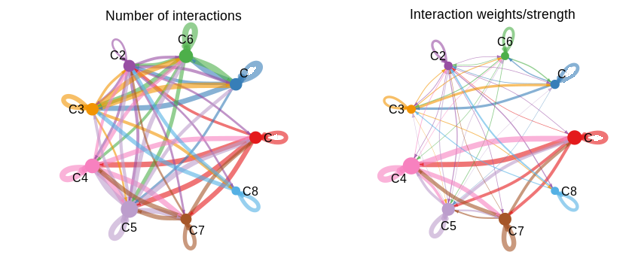 Number of interactions
C6
C2
C
C3
C
C4
C8
C5
C7
Interaction weights/strength
C6
C2
C
C3
C
C4
C8
C5
C7